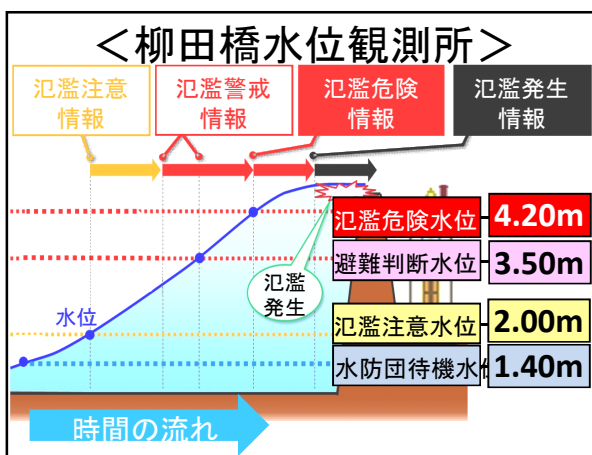 ＜柳田橋水位観測所＞
氾濫注意
情報
氾濫警戒
情報
氾濫危険
情報
氾濫発生
情報
氾濫危険水位
4.20m
避難判断水位
3.50m
氾濫
発生
水位
氾濫注意水位
2.00m
水防団待機水
1.40m
時間の流れ